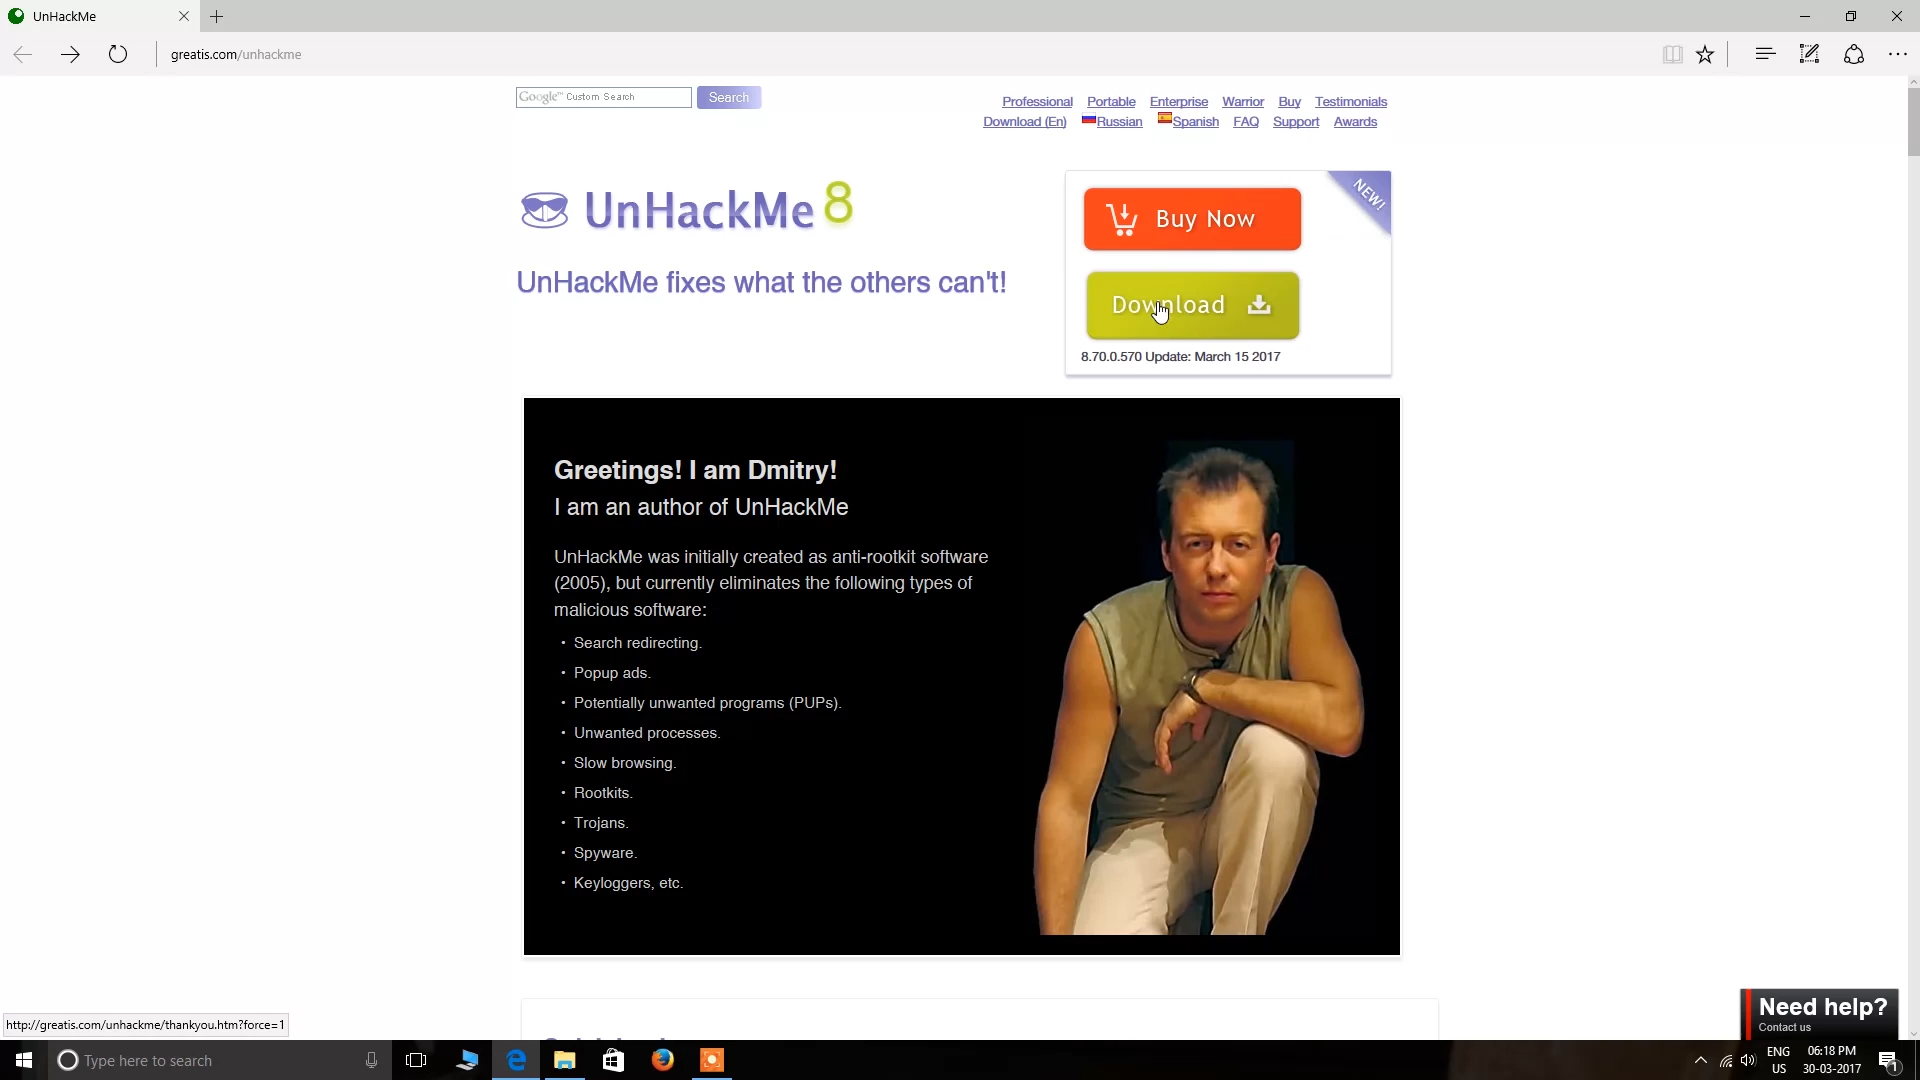 UnHackMe
greatis.com/unhackme
Google™ Custom Search
Search
Professional Portable Enterprise Warrior Buy Testimonials
Download (En) Russian Spanish FAQ Support Awards
UnHackMe 8
UnHackMe fixes what the others can't!
NEW!
Buy Now
Download
8.70.0.570 Update: March 15 2017
Greetings! I am Dmitry!
I am an author of UnHackMe
UnHackMe was initially created as anti-rootkit software
(2005), but currently eliminates the following types of
malicious software:
• Search redirecting.
• Popup ads.
• Potentially unwanted programs (PUPs).
• Unwanted processes.
• Slow browsing.
• Rootkits.
• Trojans.
• Spyware.
• Keyloggers, etc.
Need help?
Contact us
http://greatis.com/unhackme/thankyou.htm?force=1
Type here to search
ENG
US
06:18 PM
30-03-2017
1